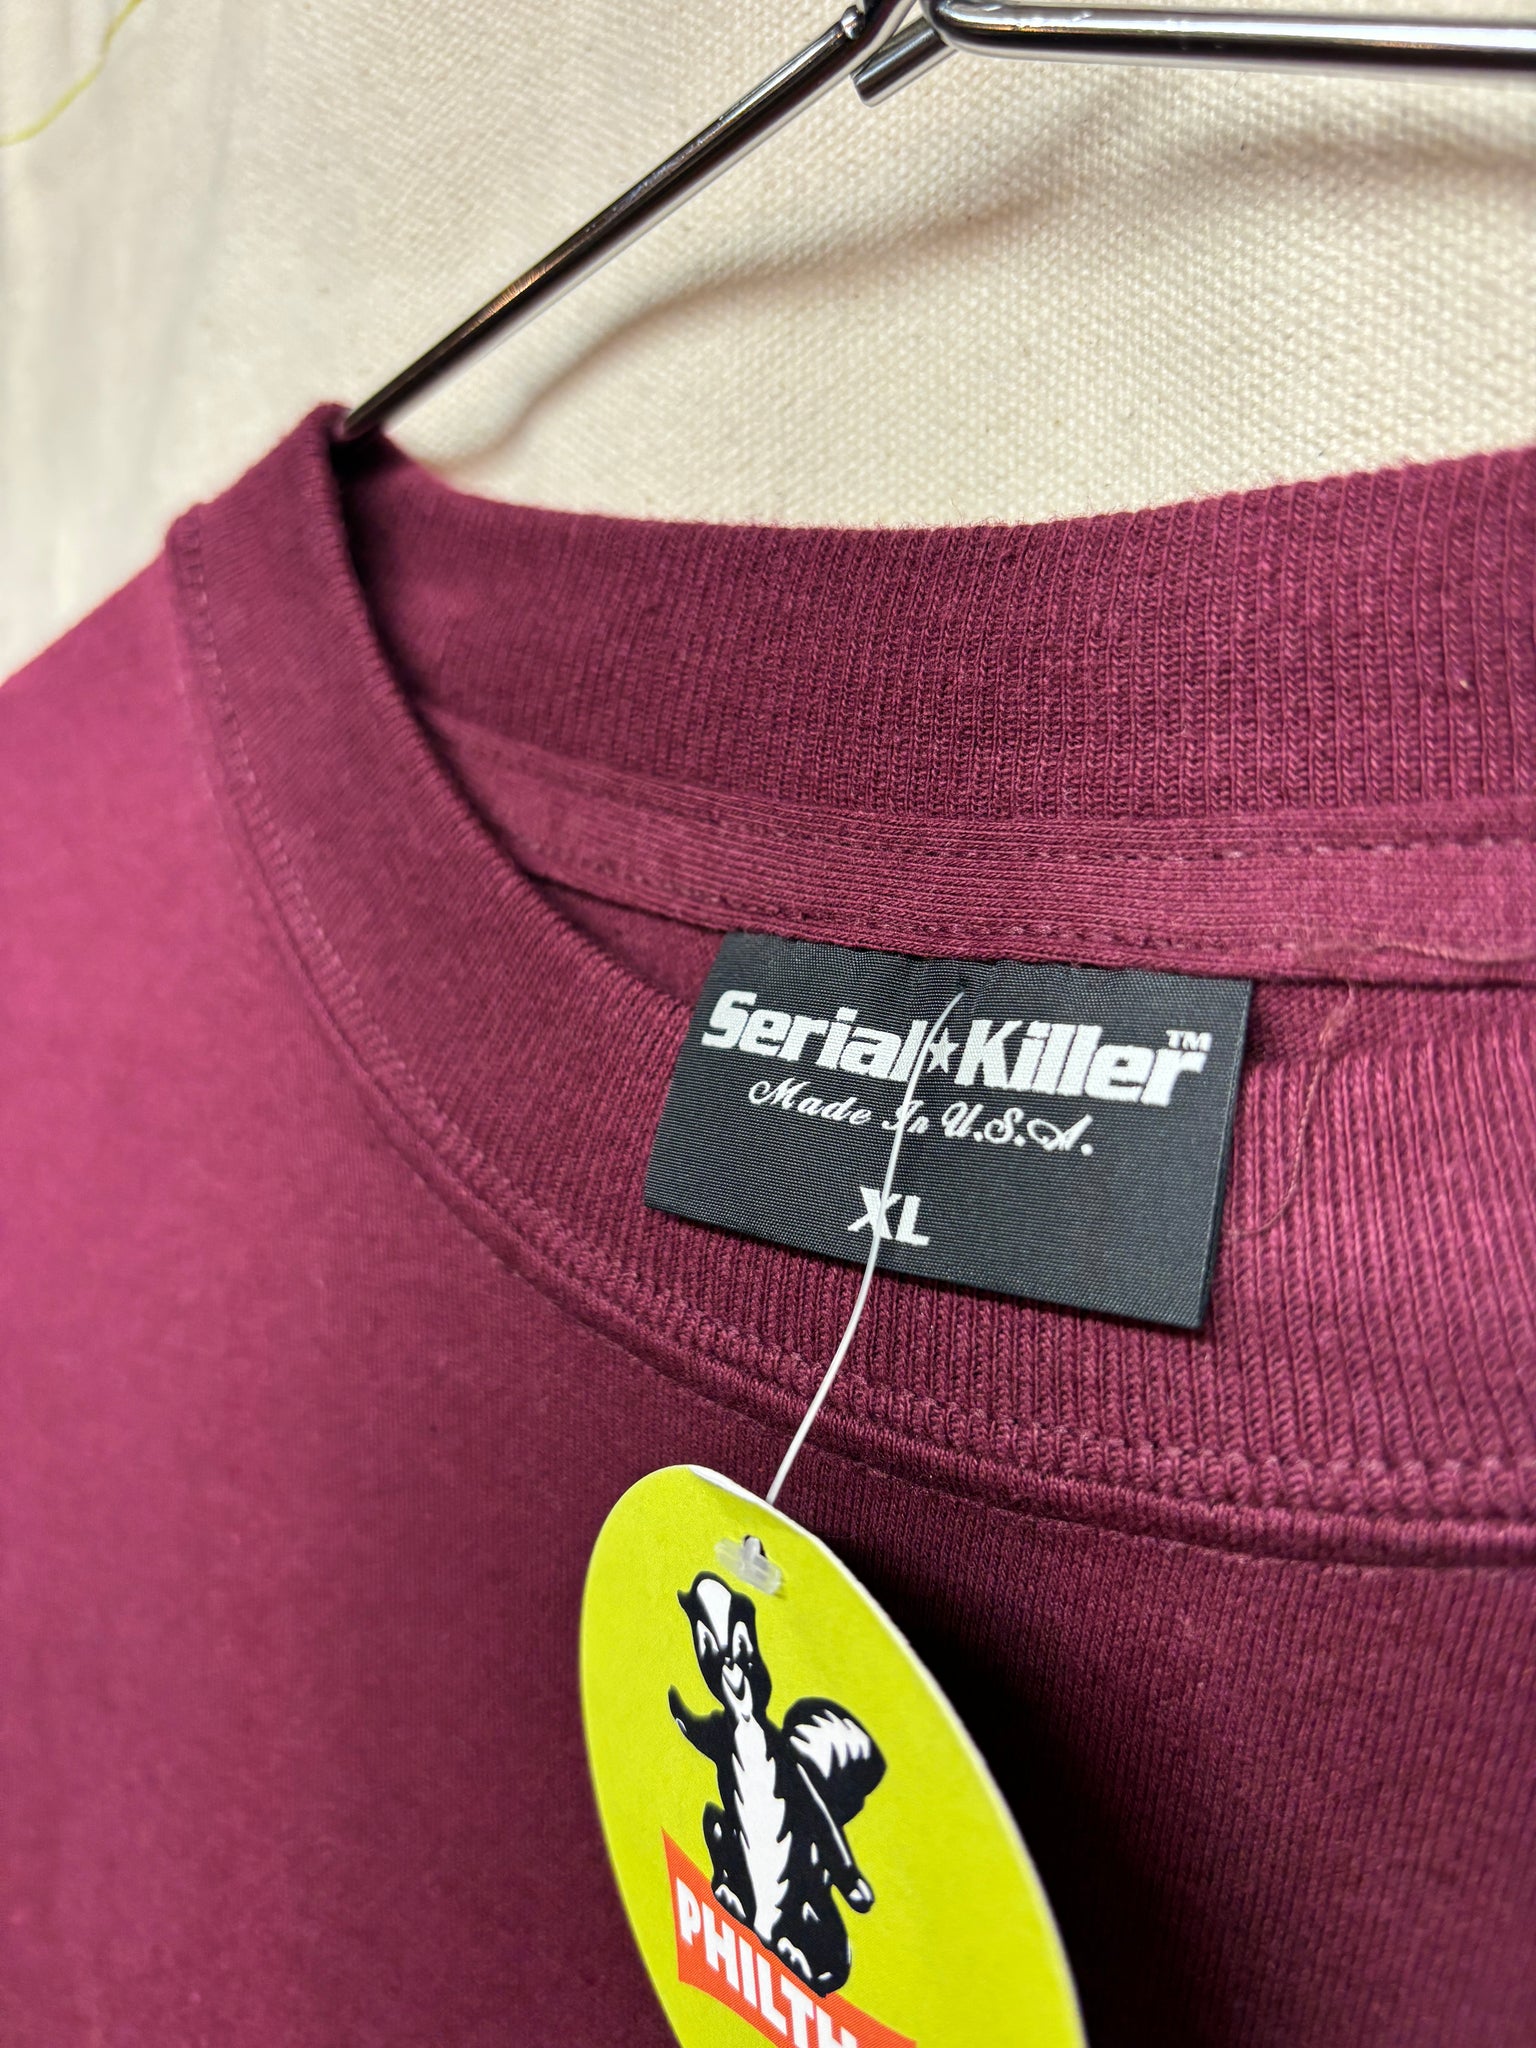 Serial★Killer™
Made In U.S.A.
XL
PHILTH